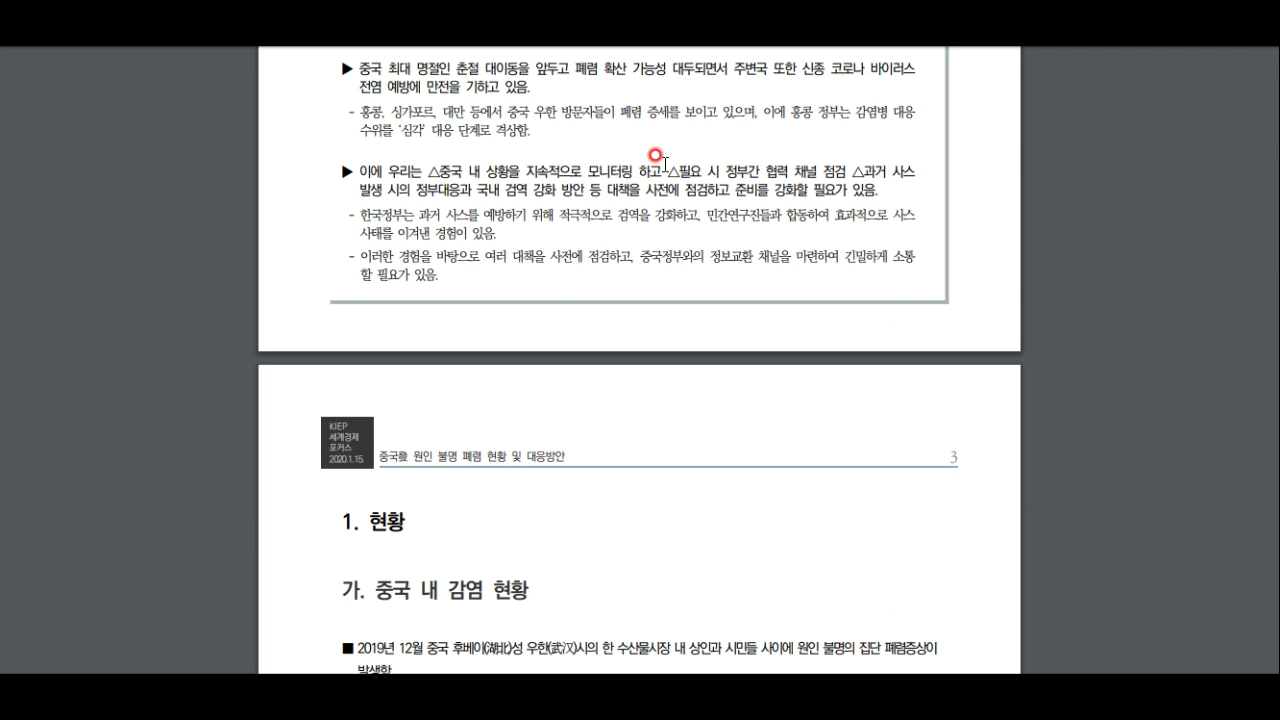 ▶ 중국 최대 명절인 춘절 대이동을 앞두고 폐렴 확산 가능성 대두되면서 주변국 또한 신종 코로나 바이러스
전염 예방에 만전을 기하고 있음.
- 홍콩, 싱가포르, 대만 등에서 중국 우한 방문자들이 폐렴 증세를 보이고 있으며, 이에 홍콩 정부는 감염병 대응
수위를 ‘심각’ 대응 단계로 격상함.
▶ 이에 우리는 △중국 내 상황을 지속적으로 모니터링 하고 △필요 시 정부간 협력 채널 점검 △과거 사스
발생 시의 정부대응과 국내 검역 강화 방안 등 대책을 사전에 점검하고 준비를 강화할 필요가 있음.
- 한국정부는 과거 사스를 예방하기 위해 적극적으로 검역을 강화하고, 민간연구진들과 합동하여 효과적으로 사스
사태를 이겨낸 경험이 있음.
- 이러한 경험을 바탕으로 여러 대책을 사전에 점검하고, 중국정부와의 정보교환 채널을 마련하여 긴밀하게 소통
할 필요가 있음.
KIEP
세계경제
포커스
2020.1.15.
중국發 원인 불명 폐렴 현황 및 대응방안
3
1. 현황
가. 중국 내 감염 현황
■ 2019년 12월 중국 후베이(湖北)성 우한(武汉)시의 한 수산물시장 내 상인과 시민들 사이에 원인 불명의 집단 폐렴증상이
발생함